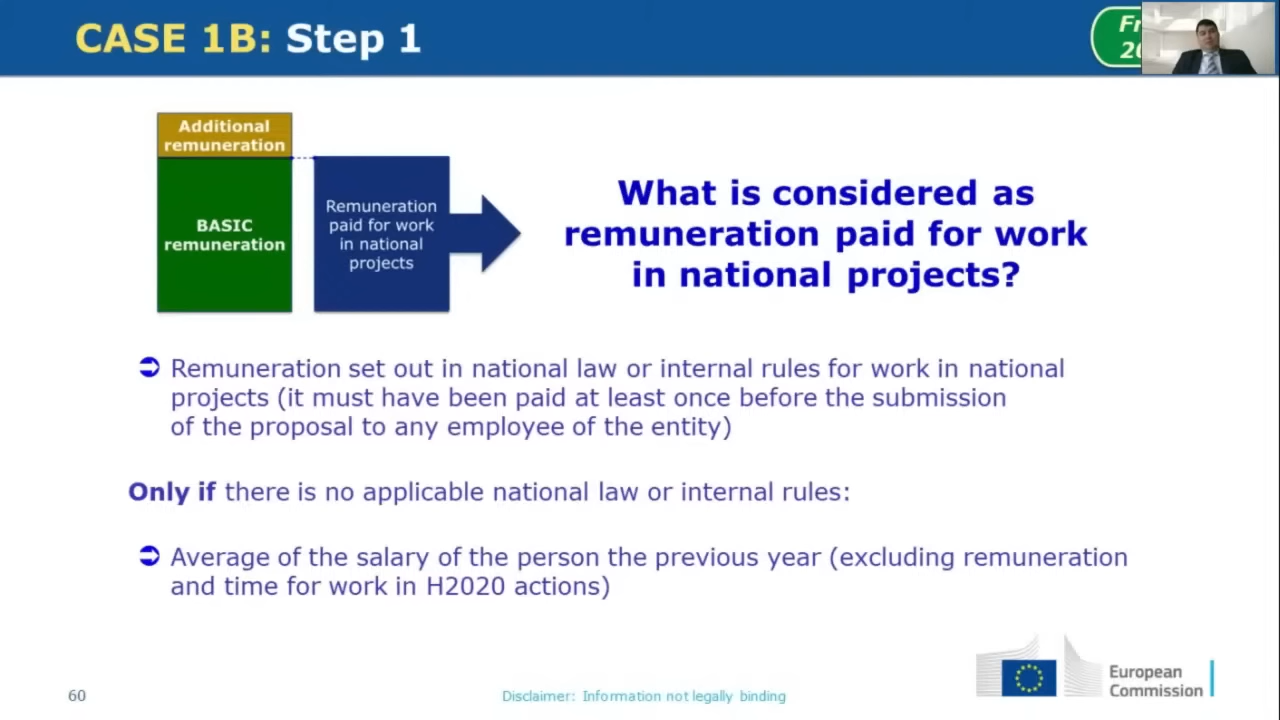 CASE 1B: Step 1
Additional
remuneration
BASIC
remuneration
Remuneration
paid for work
in national
projects
What is considered as
remuneration paid for work
in national projects?
Remuneration set out in national law or internal rules for work in national
projects (it must have been paid at least once before the submission
of the proposal to any employee of the entity)
Only if there is no applicable national law or internal rules:
Average of the salary of the person the previous year (excluding remuneration
and time for work in H2020 actions)
60
Disclaimer: Information not legally binding
European
Commission